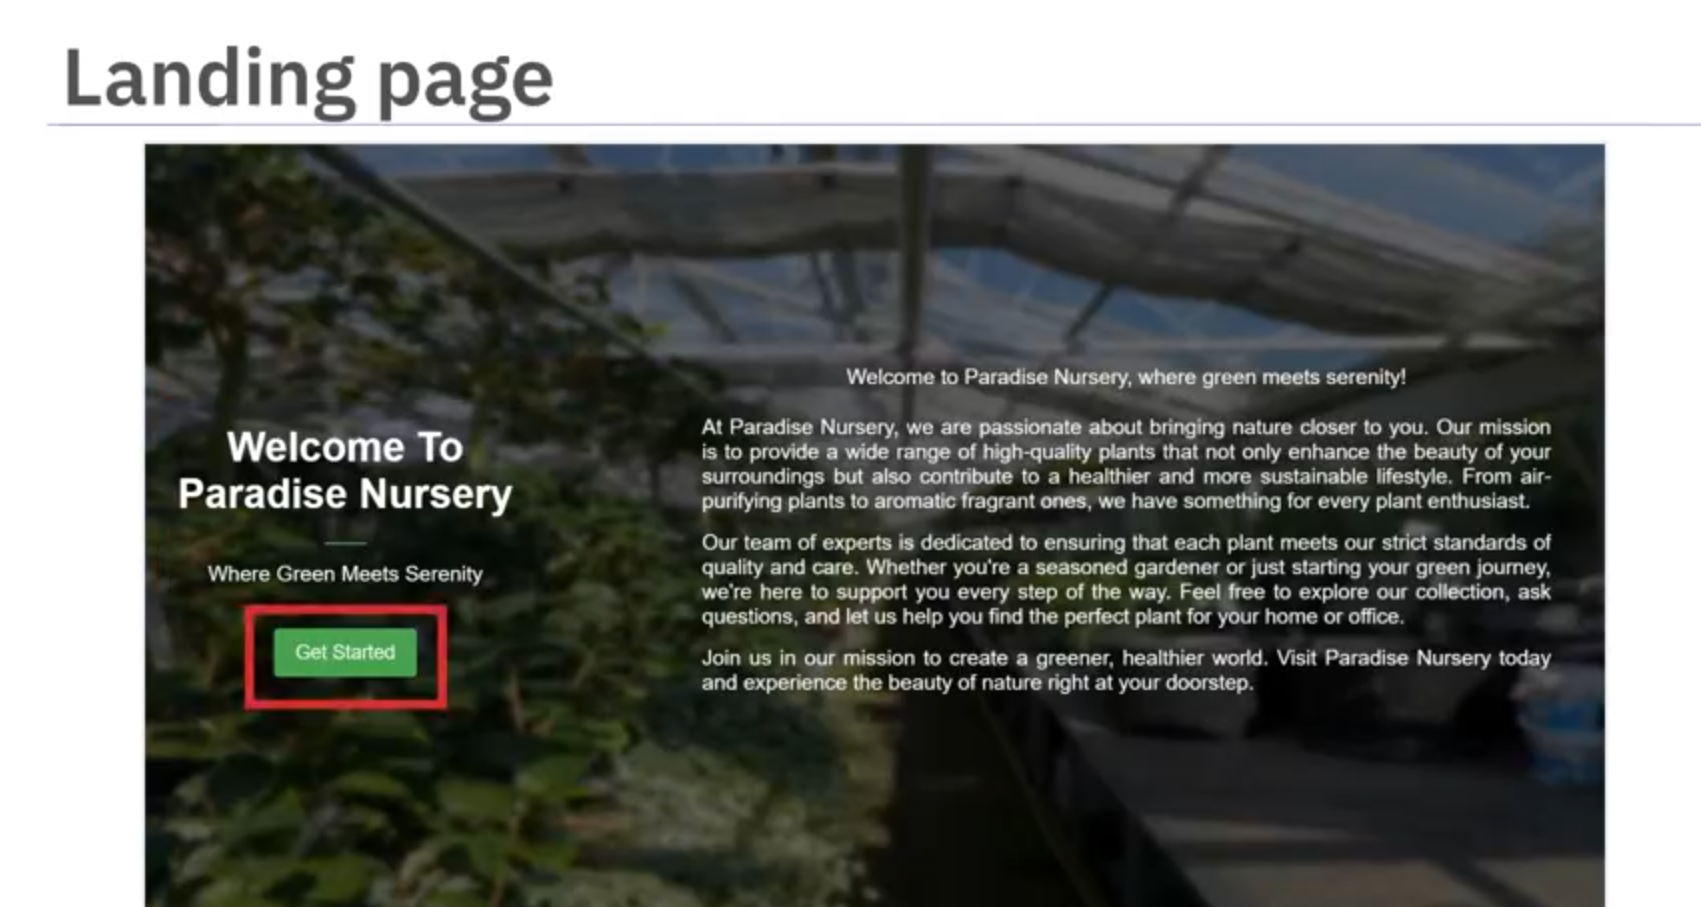 Landing page
Welcome To
Paradise Nursery
Where Green Meets Serenity
Get Started
Welcome to Paradise Nursery, where green meets serenity!
At Paradise Nursery, we are passionate about bringing nature closer to you. Our mission
is to provide a wide range of high-quality plants that not only enhance the beauty of your
surroundings but also contribute to a healthier and more sustainable lifestyle. From air-
purifying plants to aromatic fragrant ones, we have something for every plant enthusiast.
Our team of experts is dedicated to ensuring that each plant meets our strict standards of
quality and care. Whether you're a seasoned gardener or just starting your green journey,
we're here to support you every step of the way. Feel free to explore our collection, ask
questions, and let us help you find the perfect plant for your home or office.
Join us in our mission to create a greener, healthier world. Visit Paradise Nursery today
and experience the beauty of nature right at your doorstep.